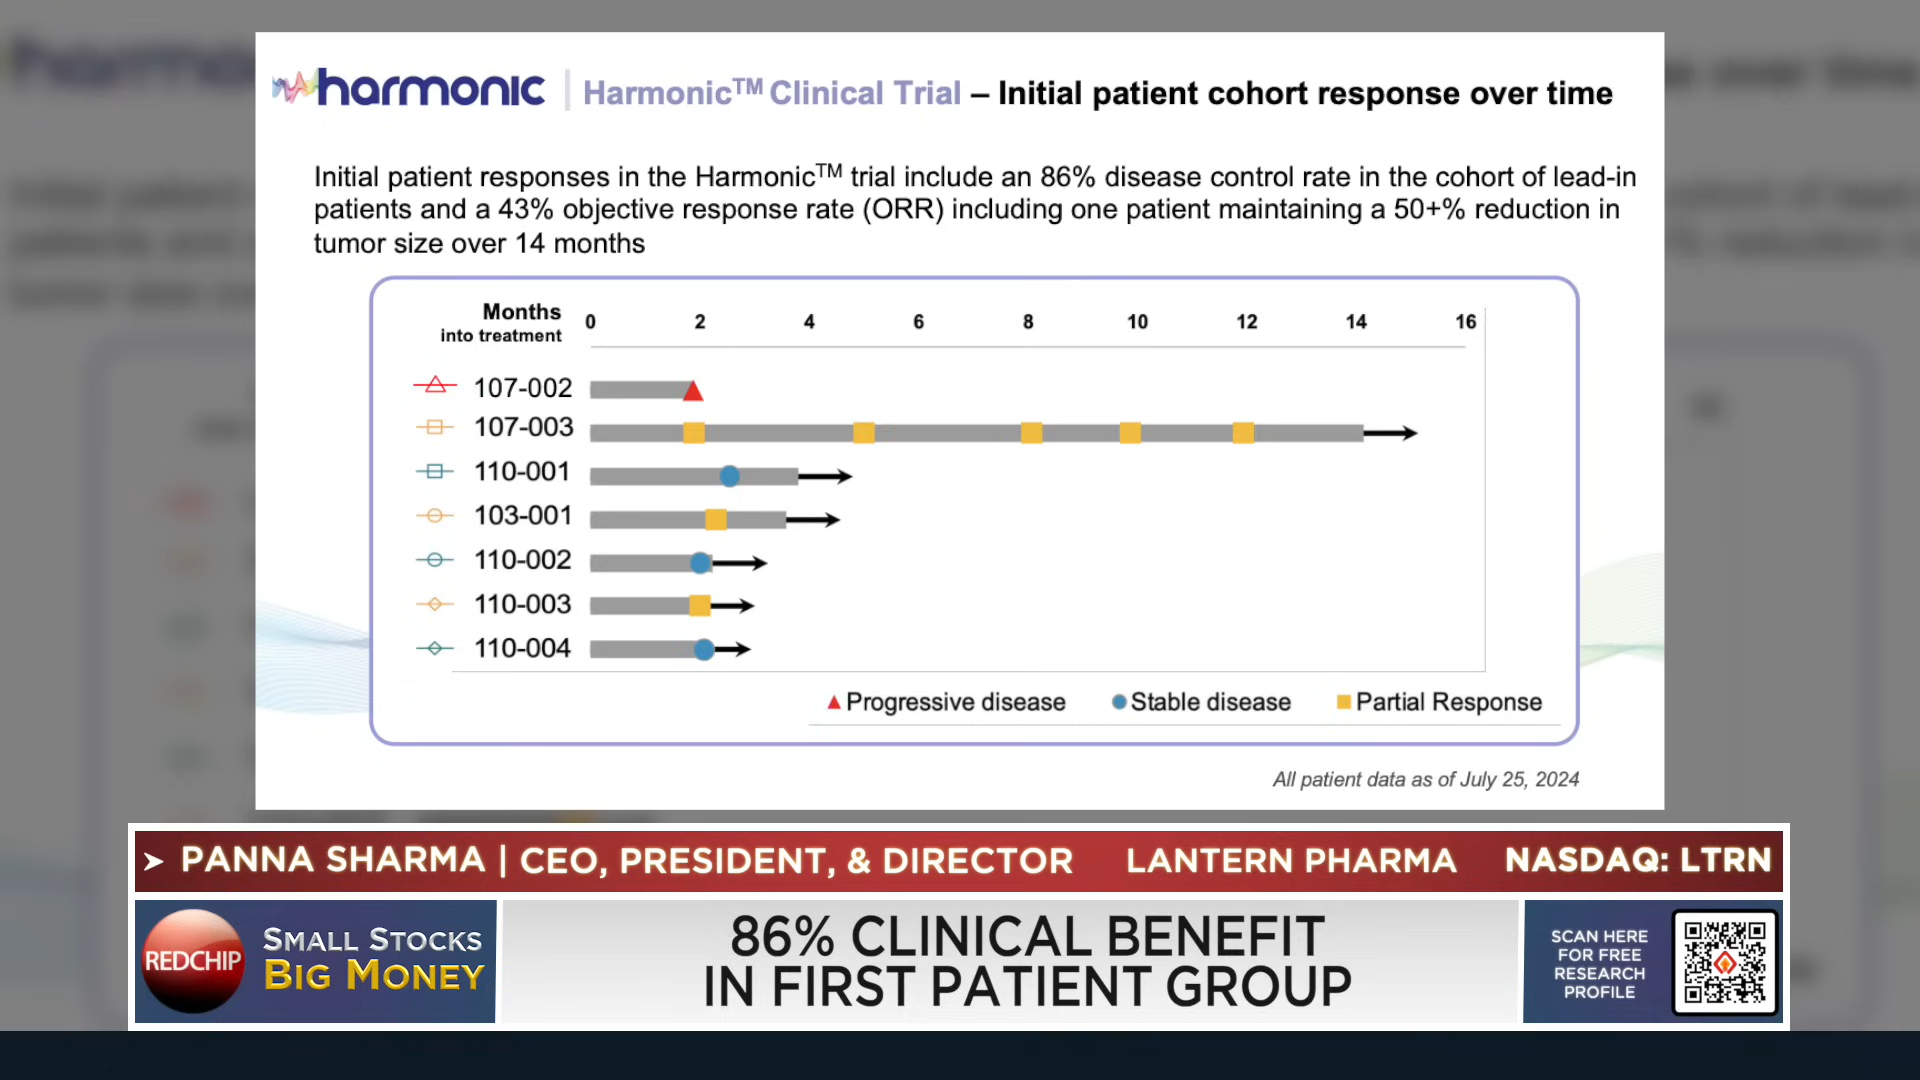 harmonic
Harmonic™ Clinical Trial – Initial patient cohort response over time
Initial patient responses in the Harmonic™ trial include an 86% disease control rate in the cohort of lead-in
patients and a 43% objective response rate (ORR) including one patient maintaining a 50+% reduction in
tumor size over 14 months
Months
into treatment
0 2 4 6 8 10 12 14 16
107-002
107-003
110-001
103-001
110-002
110-003
110-004
Progressive disease Stable disease Partial Response
All patient data as of July 25, 2024
PANNA SHARMA | CEO, PRESIDENT, & DIRECTOR LANTERN PHARMA NASDAQ: LTRN
REDCHIP
SMALL STOCKS
BIG MONEY
86% CLINICAL BENEFIT
IN FIRST PATIENT GROUP
SCAN HERE
FOR FREE
RESEARCH
PROFILE